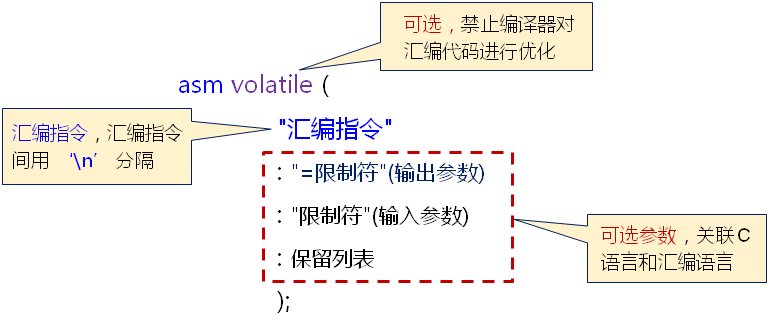 可选，禁止编译器对
汇编代码进行优化
asm volatile (
汇编指令，汇编指令
间用 ‘\n’ 分隔
"汇编指令"
: "=限制符"(输出参数)
: "限制符"(输入参数)
: 保留列表
可选参数，关联C
语言和汇编语言
);